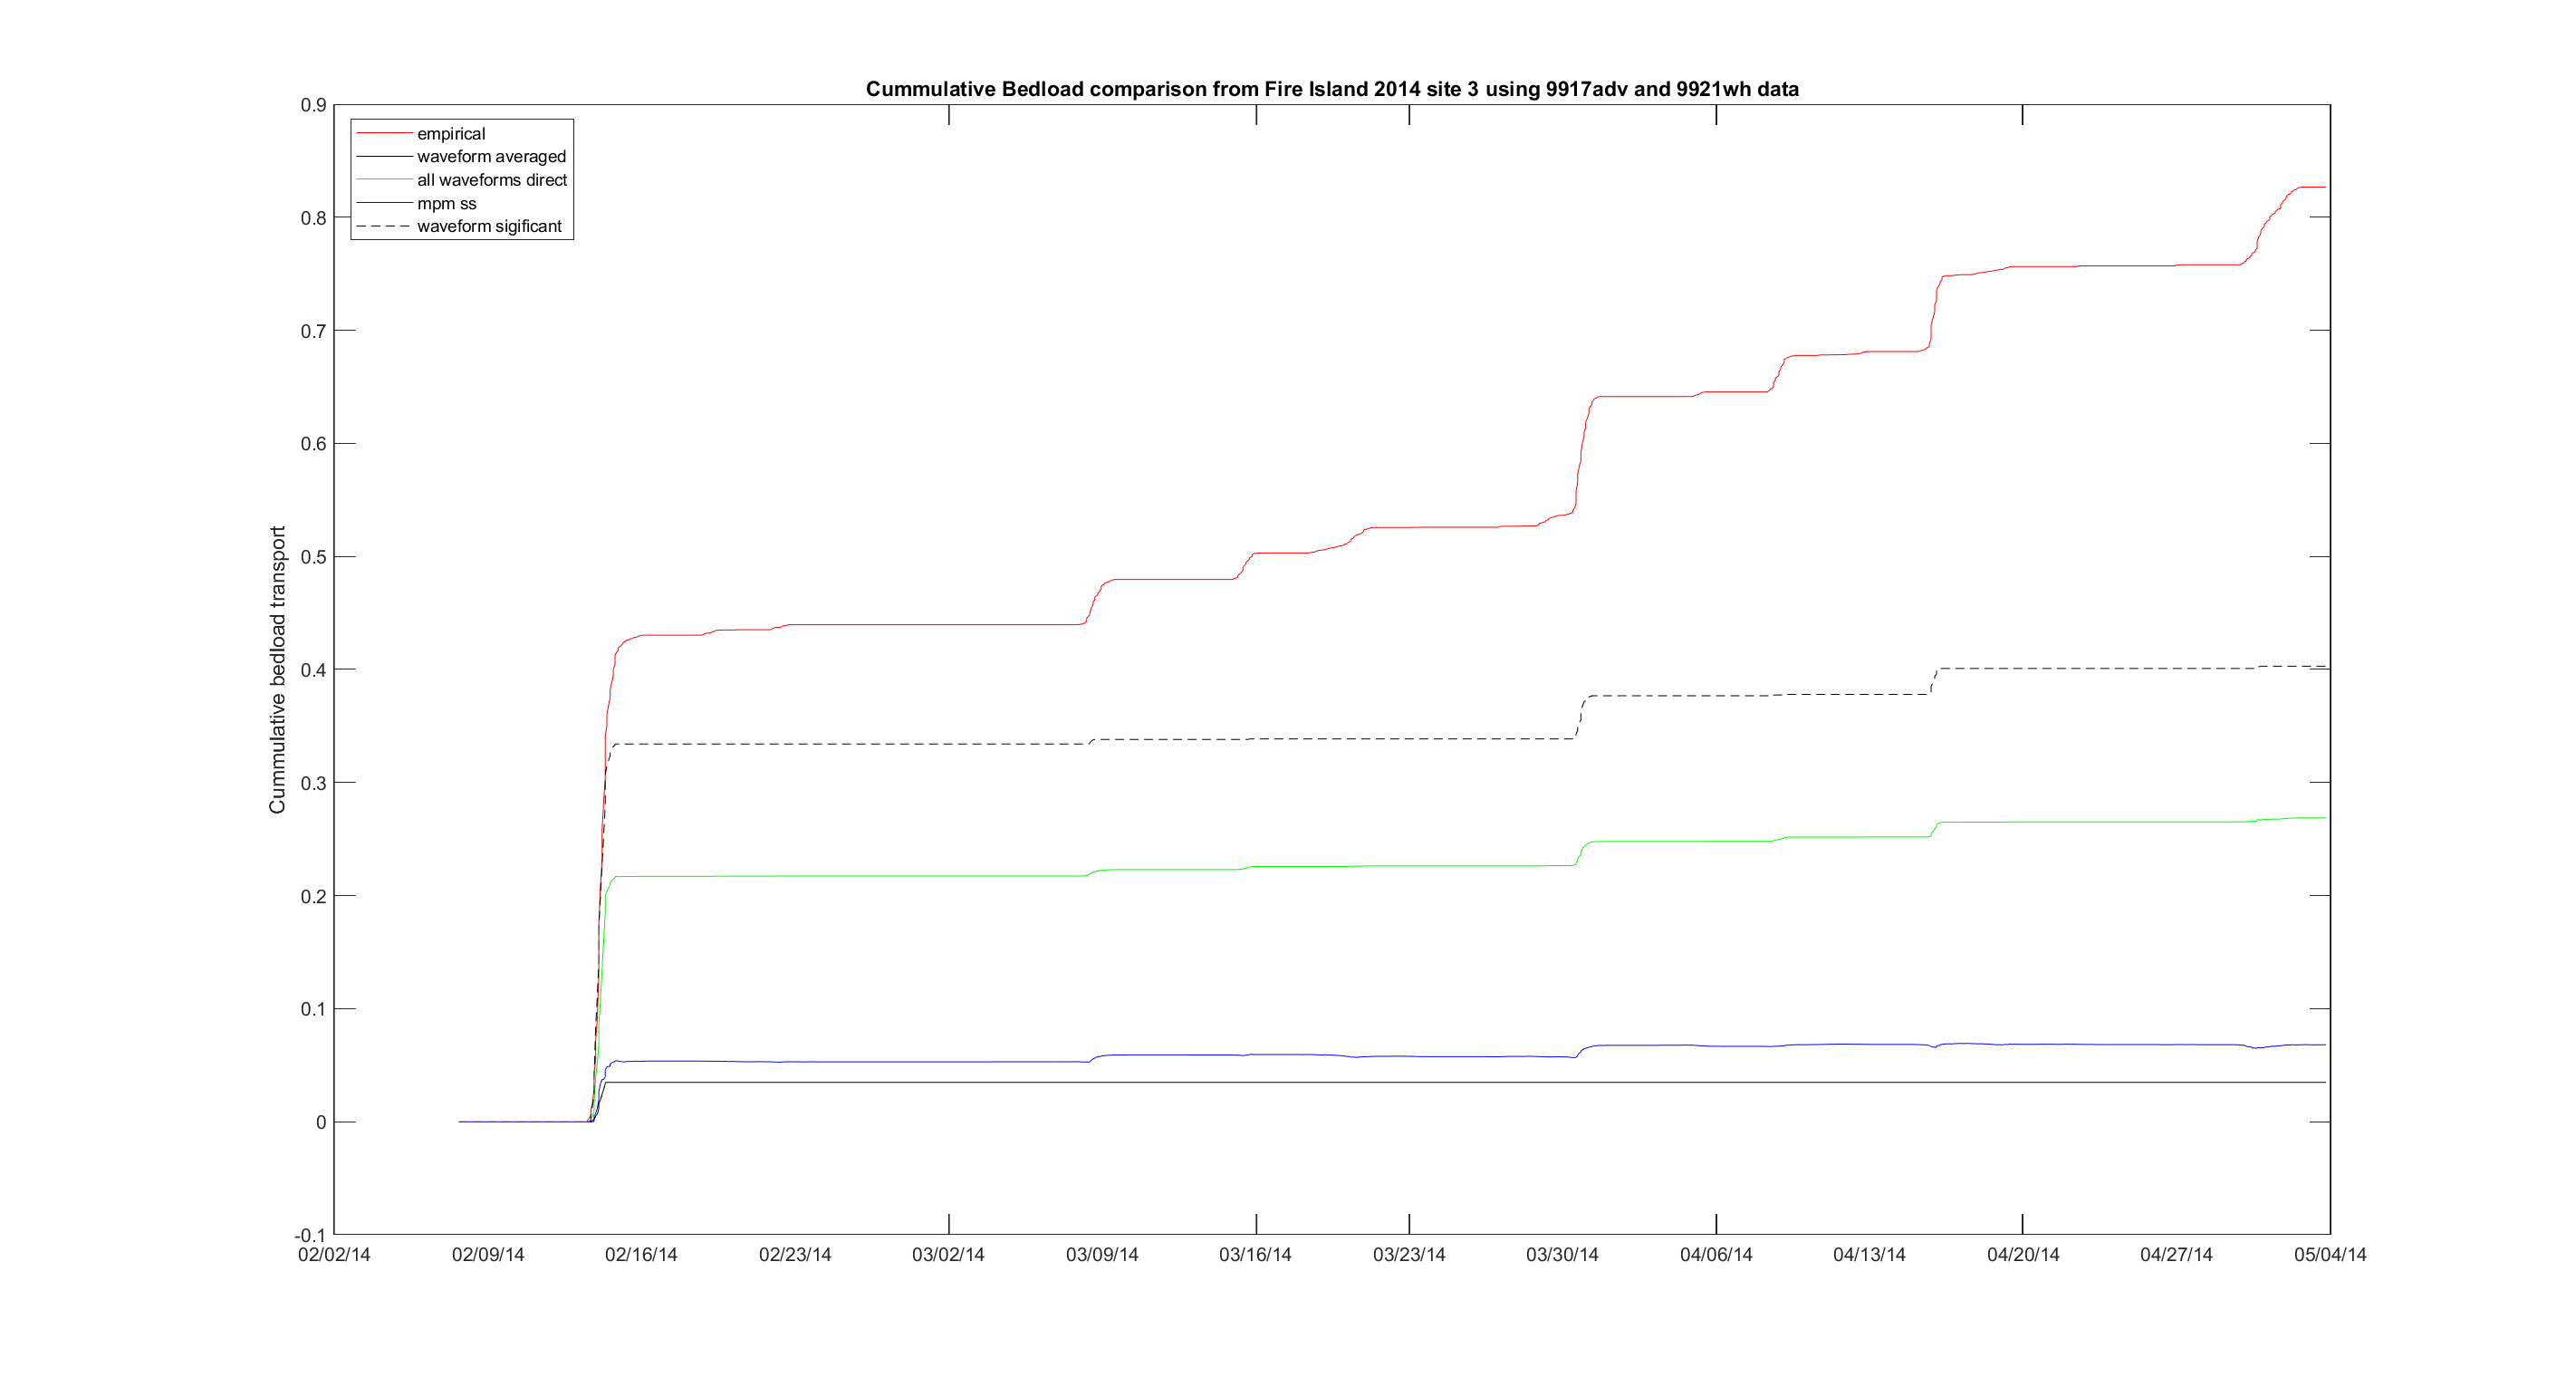 Cummulative Bedload comparison from Fire Island 2014 site 3 using 9917adv and 9921wh data
empirical
waveform averaged
all waveforms direct
mpm ss
waveform sigificant
Cummulative bedload transport
0.9
0.8
0.7
0.6
0.5
0.4
0.3
0.2
0.1
0
-0.1
02/02/14 02/09/14 02/16/14 02/23/14 03/02/14 03/09/14 03/16/14 03/23/14 03/30/14 04/06/14 04/13/14 04/20/14 04/27/14 05/04/14